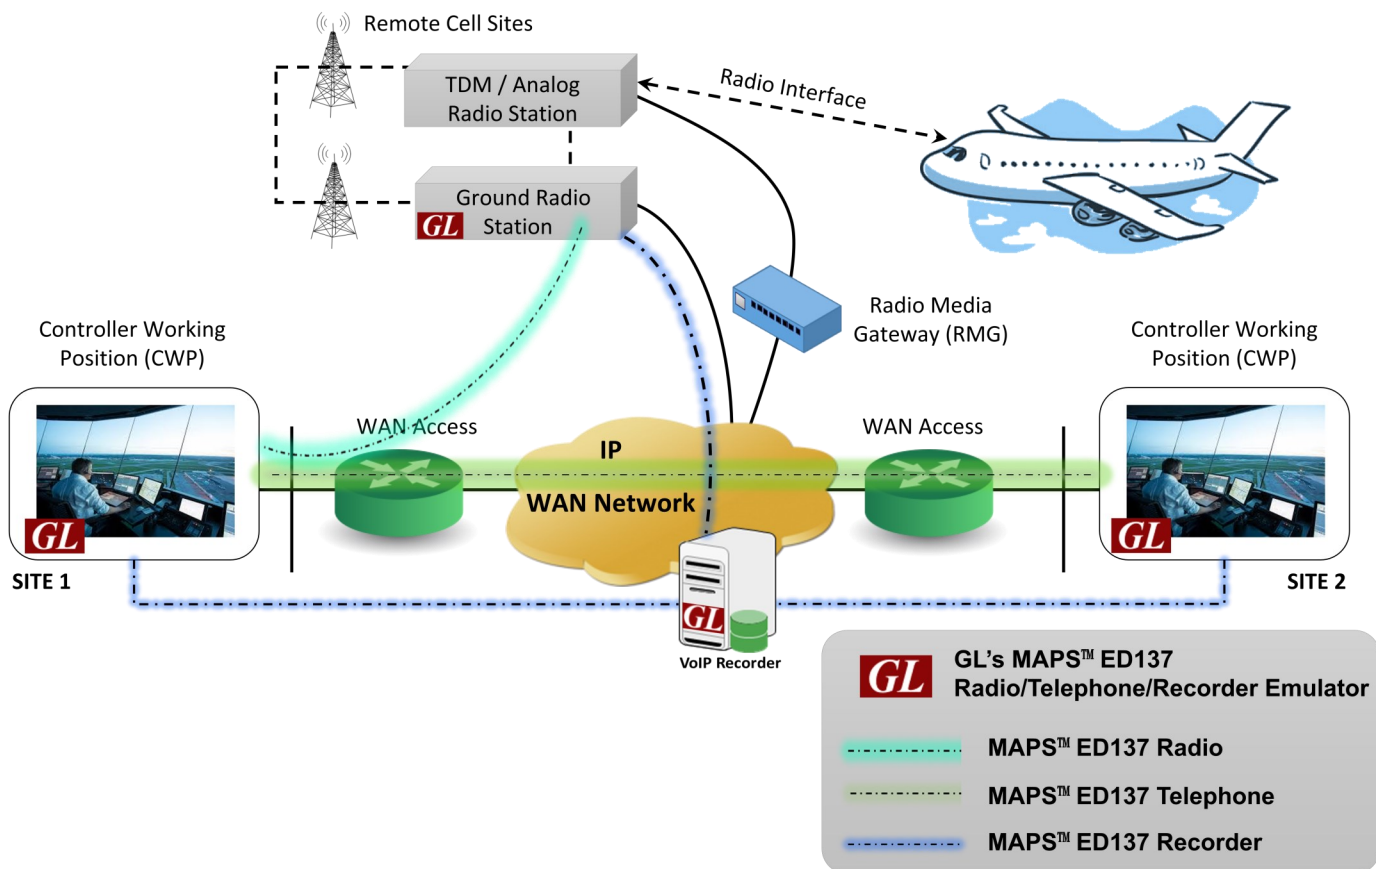 Remote Cell Sites
TDM / Analog
Radio Station
Radio Interface
Ground Radio
Station
GL
Radio Media
Gateway (RMG)
Controller Working
Position (CWP)
Controller Working
Position (CWP)
WAN Access
IP
WAN Network
WAN Access
GL
GL
SITE 1
SITE 2
GL
VoIP Recorder
GL
GL's MAPS™ ED137
Radio/Telephone/Recorder Emulator
MAPS™ ED137 Radio
MAPS™ ED137 Telephone
MAPS™ ED137 Recorder